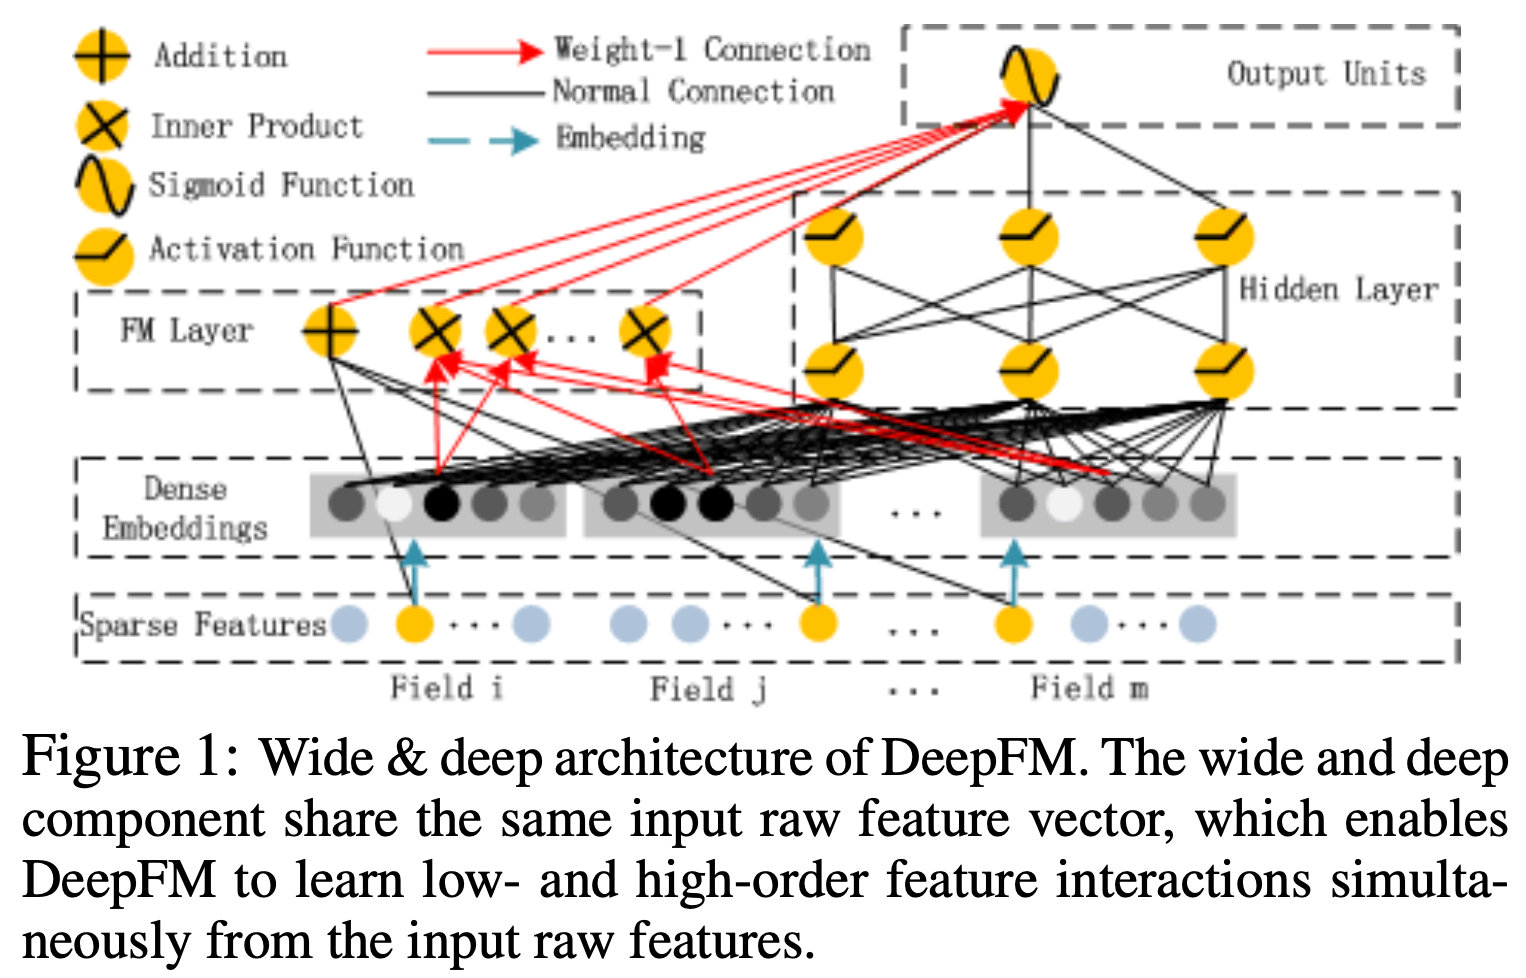 Addition
Inner Product
Sigmoid Function
Activation Function
Weight-1 Connection
Normal Connection
Embedding
Output Units
Hidden Layer
FM Layer
. . .
Dense
Embeddings
. . .
Sparse Features
. . .
. . .
. . .
. . .
Field i
Field j
. . .
Field m
Figure 1: Wide & deep architecture of DeepFM. The wide and deep
component share the same input raw feature vector, which enables
DeepFM to learn low- and high-order feature interactions simulta-
neously from the input raw features.